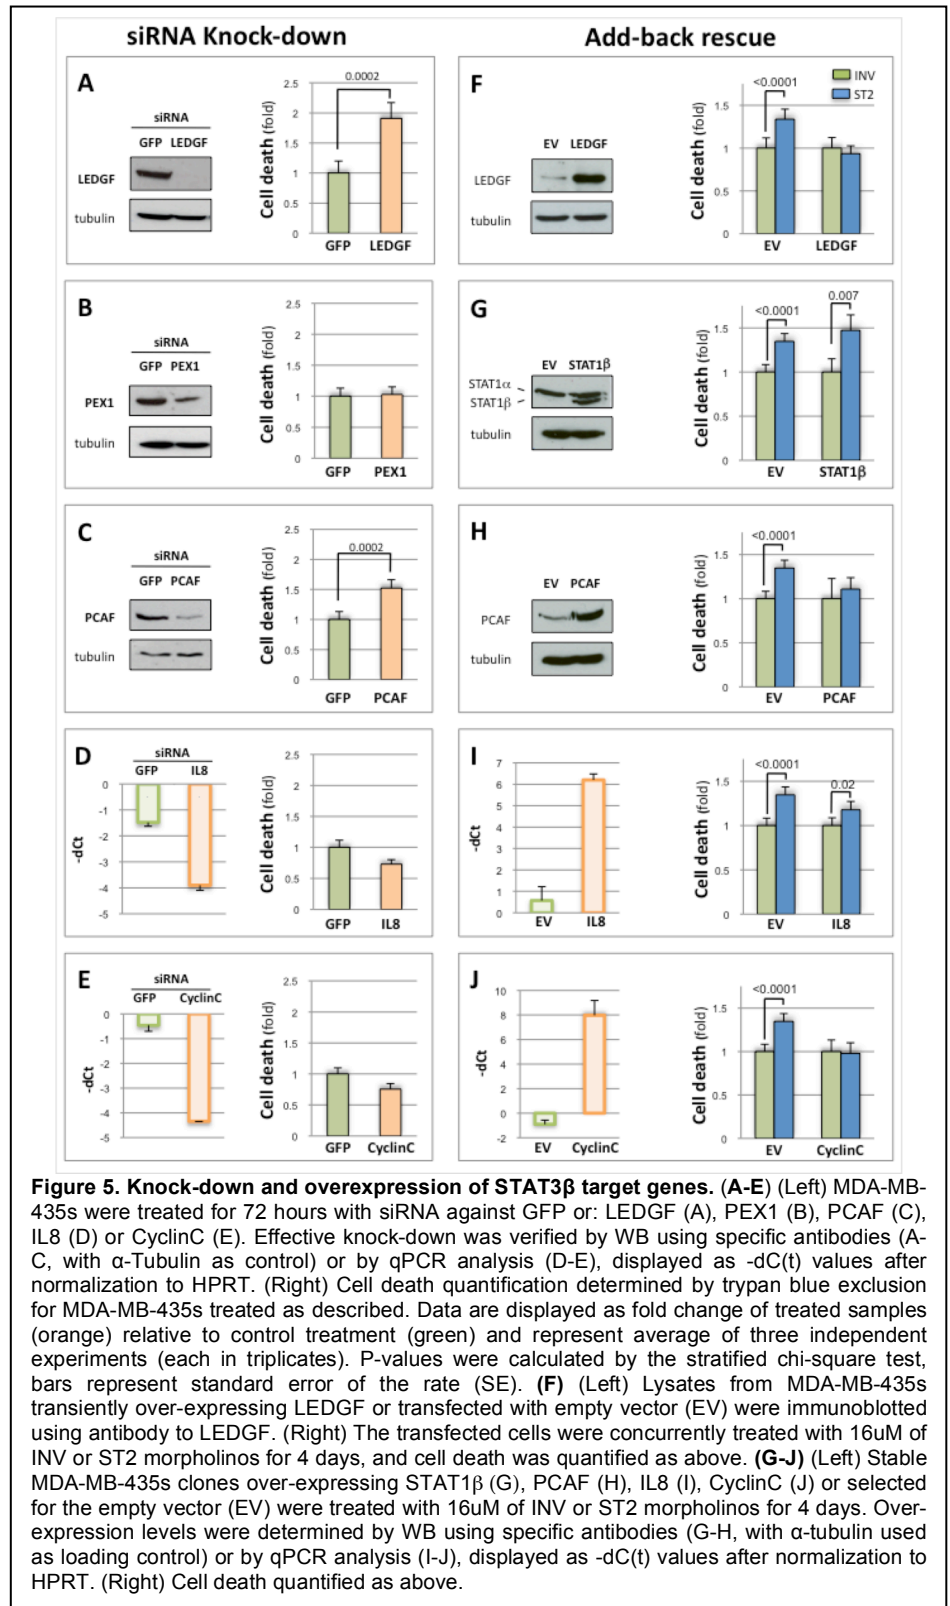 siRNA Knock-down
Add-back rescue
A
siRNA
GFP LEDGF
LEDGF
tubulin
Cell death (fold)
2.5
2
1.5
1
0.5
0
0.0002
GFP LEDGF
F
EV LEDGF
LEDGF
tubulin
Cell death (fold)
1.5
1
0.5
0
<0.0001
INV
ST2
EV LEDGF
B
siRNA
GFP PEX1
PEX1
tubulin
Cell death (fold)
2.5
2
1.5
1
0.5
0
GFP PEX1
G
EV STAT1β
STAT1α
STAT1β
tubulin
Cell death (fold)
1.5
1
0.5
0
<0.0001
0.007
EV STAT1β
C
siRNA
GFP PCAF
PCAF
tubulin
Cell death (fold)
2.5
2
1.5
1
0.5
0
0.0002
GFP PCAF
H
EV PCAF
PCAF
tubulin
Cell death (fold)
1.5
1
0.5
0
<0.0001
EV PCAF
D
siRNA
GFP IL8
-dCt
0
-1
-2
-3
-4
-5
Cell death (fold)
2.5
2
1.5
1
0.5
0
GFP IL8
I
-dCt
7
6
5
4
3
2
1
0
EV IL8
Cell death (fold)
1.5
1
0.5
0
<0.0001
0.02
EV IL8
E
siRNA
GFP CyclinC
-dCt
0
-1
-2
-3
-4
-5
Cell death (fold)
2.5
2
1.5
1
0.5
0
GFP CyclinC
J
-dCt
10
8
6
4
2
0
-2
EV CyclinC
Cell death (fold)
1.5
1
0.5
0
<0.0001
EV CyclinC
Figure 5. Knock-down and overexpression of STAT3β target genes. (A-E) (Left) MDA-MB-
435s were treated for 72 hours with siRNA against GFP or: LEDGF (A), PEX1 (B), PCAF (C),
IL8 (D) or CyclinC (E). Effective knock-down was verified by WB using specific antibodies (A-
C, with α-Tubulin as control) or by qPCR analysis (D-E), displayed as -dC(t) values after
normalization to HPRT. (Right) Cell death quantification determined by trypan blue exclusion
for MDA-MB-435s treated as described. Data are displayed as fold change of treated samples
(orange) relative to control treatment (green) and represent average of three independent
experiments (each in triplicates). P-values were calculated by the stratified chi-square test,
bars represent standard error of the rate (SE). (F) (Left) Lysates from MDA-MB-435s
transiently over-expressing LEDGF or transfected with empty vector (EV) were immunoblotted
using antibody to LEDGF. (Right) The transfected cells were concurrently treated with 16uM of
INV or ST2 morpholinos for 4 days, and cell death was quantified as above. (G-J) (Left) Stable
MDA-MB-435s clones over-expressing STAT1β (G), PCAF (H), IL8 (I), CyclinC (J) or selected
for the empty vector (EV) were treated with 16uM of INV or ST2 morpholinos for 4 days. Over-
expression levels were determined by WB using specific antibodies (G-H, with α-tubulin used
as loading control) or by qPCR analysis (I-J), displayed as -dC(t) values after normalization to
HPRT. (Right) Cell death quantified as above.